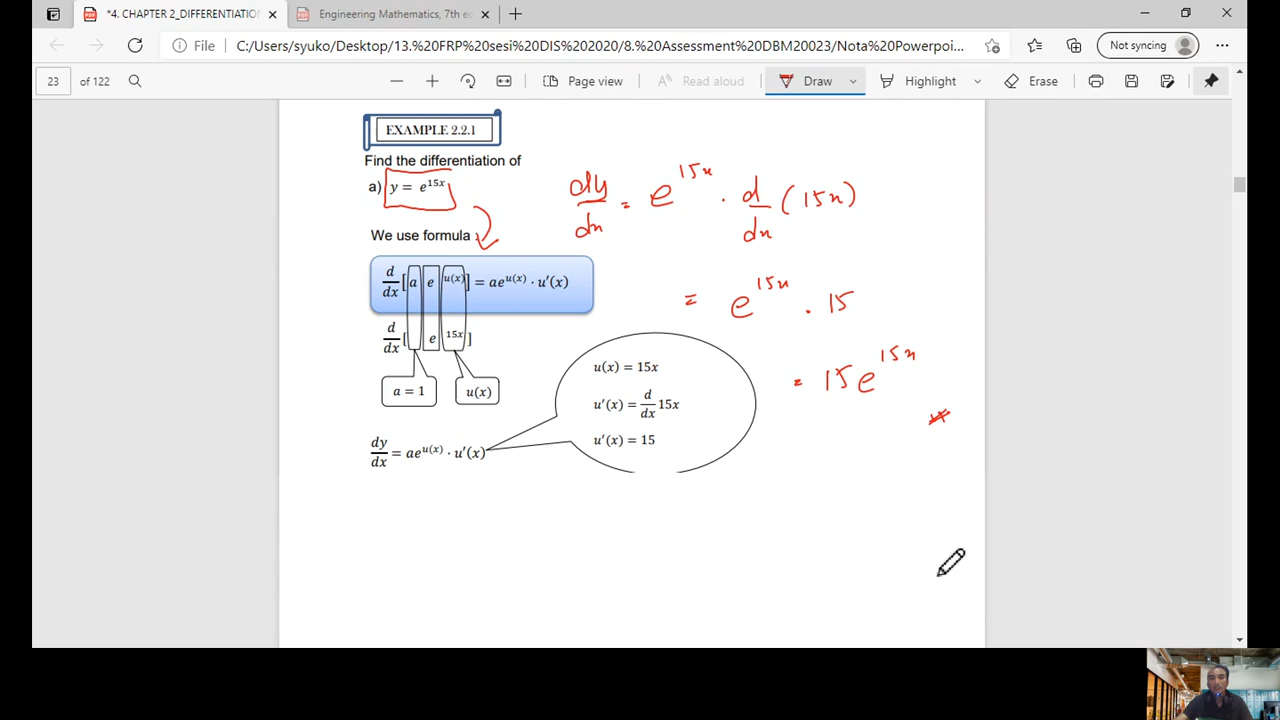 *4. CHAPTER 2_DIFFERENTIATIO
Engineering Mathematics, 7th e
File
C:/Users/syuko/Desktop/13.%20FRP%20sesi%20DIS%202020/8.%20Assessment%20DBM20023/Nota%20Powerpoi...
Not syncing
23 of 122
Page view
Read aloud
Draw
Highlight
Erase
EXAMPLE 2.2.1
Find the differentiation of
a) y = e^{15x}
We use formula :
d/dx [a e^{u(x)}] = ae^{u(x)} · u'(x)
d/dx [ e^{15x} ]
a = 1
u(x)
dy/dx = ae^{u(x)} · u'(x)
u(x) = 15x
u'(x) = d/dx 15x
u'(x) = 15
dy/dx = e^{15x} · d/dx (15x)
= e^{15x} · 15
= 15e^{15x}